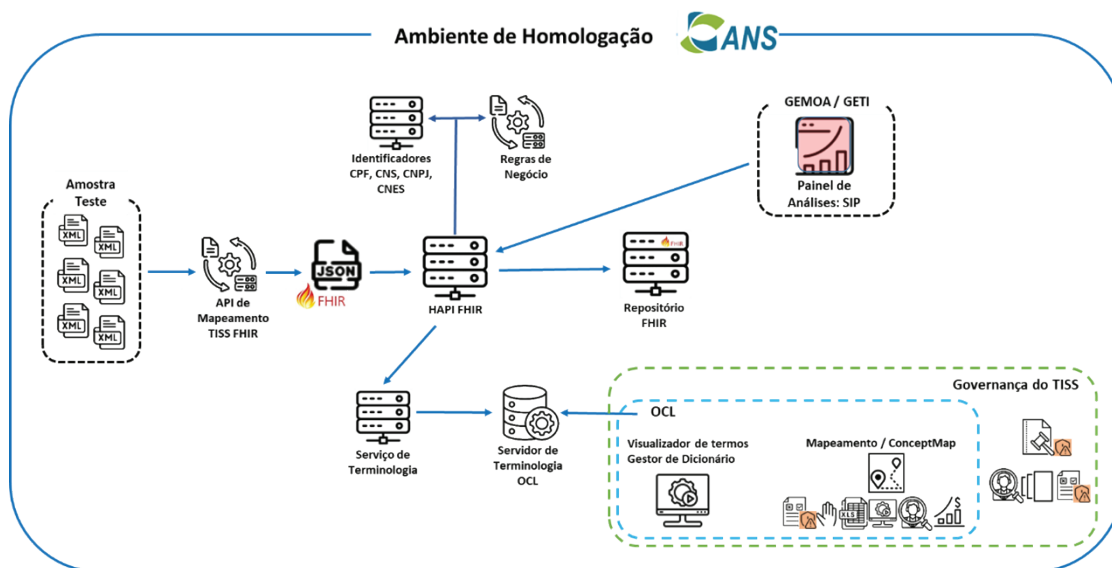 Ambiente de Homologação
ANS
GEMOA / GETI
Painel de
Análises: SIP
Identificadores
CPF, CNS, CNPJ,
CNES
Regras de
Negócio
Amostra
Teste
XML
XML
XML
XML
XML
XML
API de
Mapeamento
TISS FHIR
JSON
FHIR
HAPI FHIR
FHIR
Repositório
FHIR
Serviço de
Terminologia
Servidor de
Terminologia
OCL
Governança do TISS
OCL
Visualizador de termos
Gestor de Dicionário
Mapeamento / ConceptMap
XLS
$